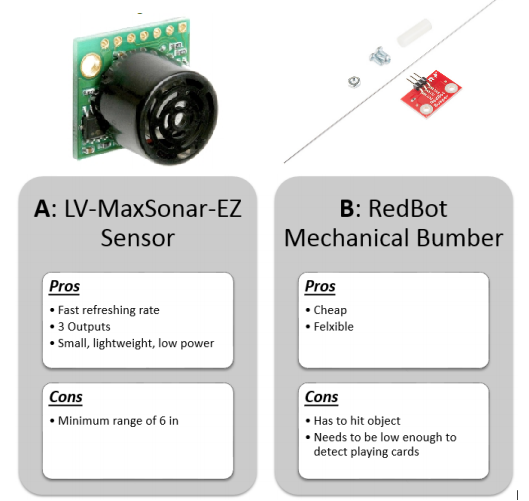 A: LV-MaxSonar-EZ
Sensor
Pros
• Fast refreshing rate
• 3 Outputs
• Small, lightweight, low power
Cons
• Minimum range of 6 in
B: RedBot
Mechanical Bumber
Pros
• Cheap
• Felxible
Cons
• Has to hit object
• Needs to be low enough to
detect playing cards